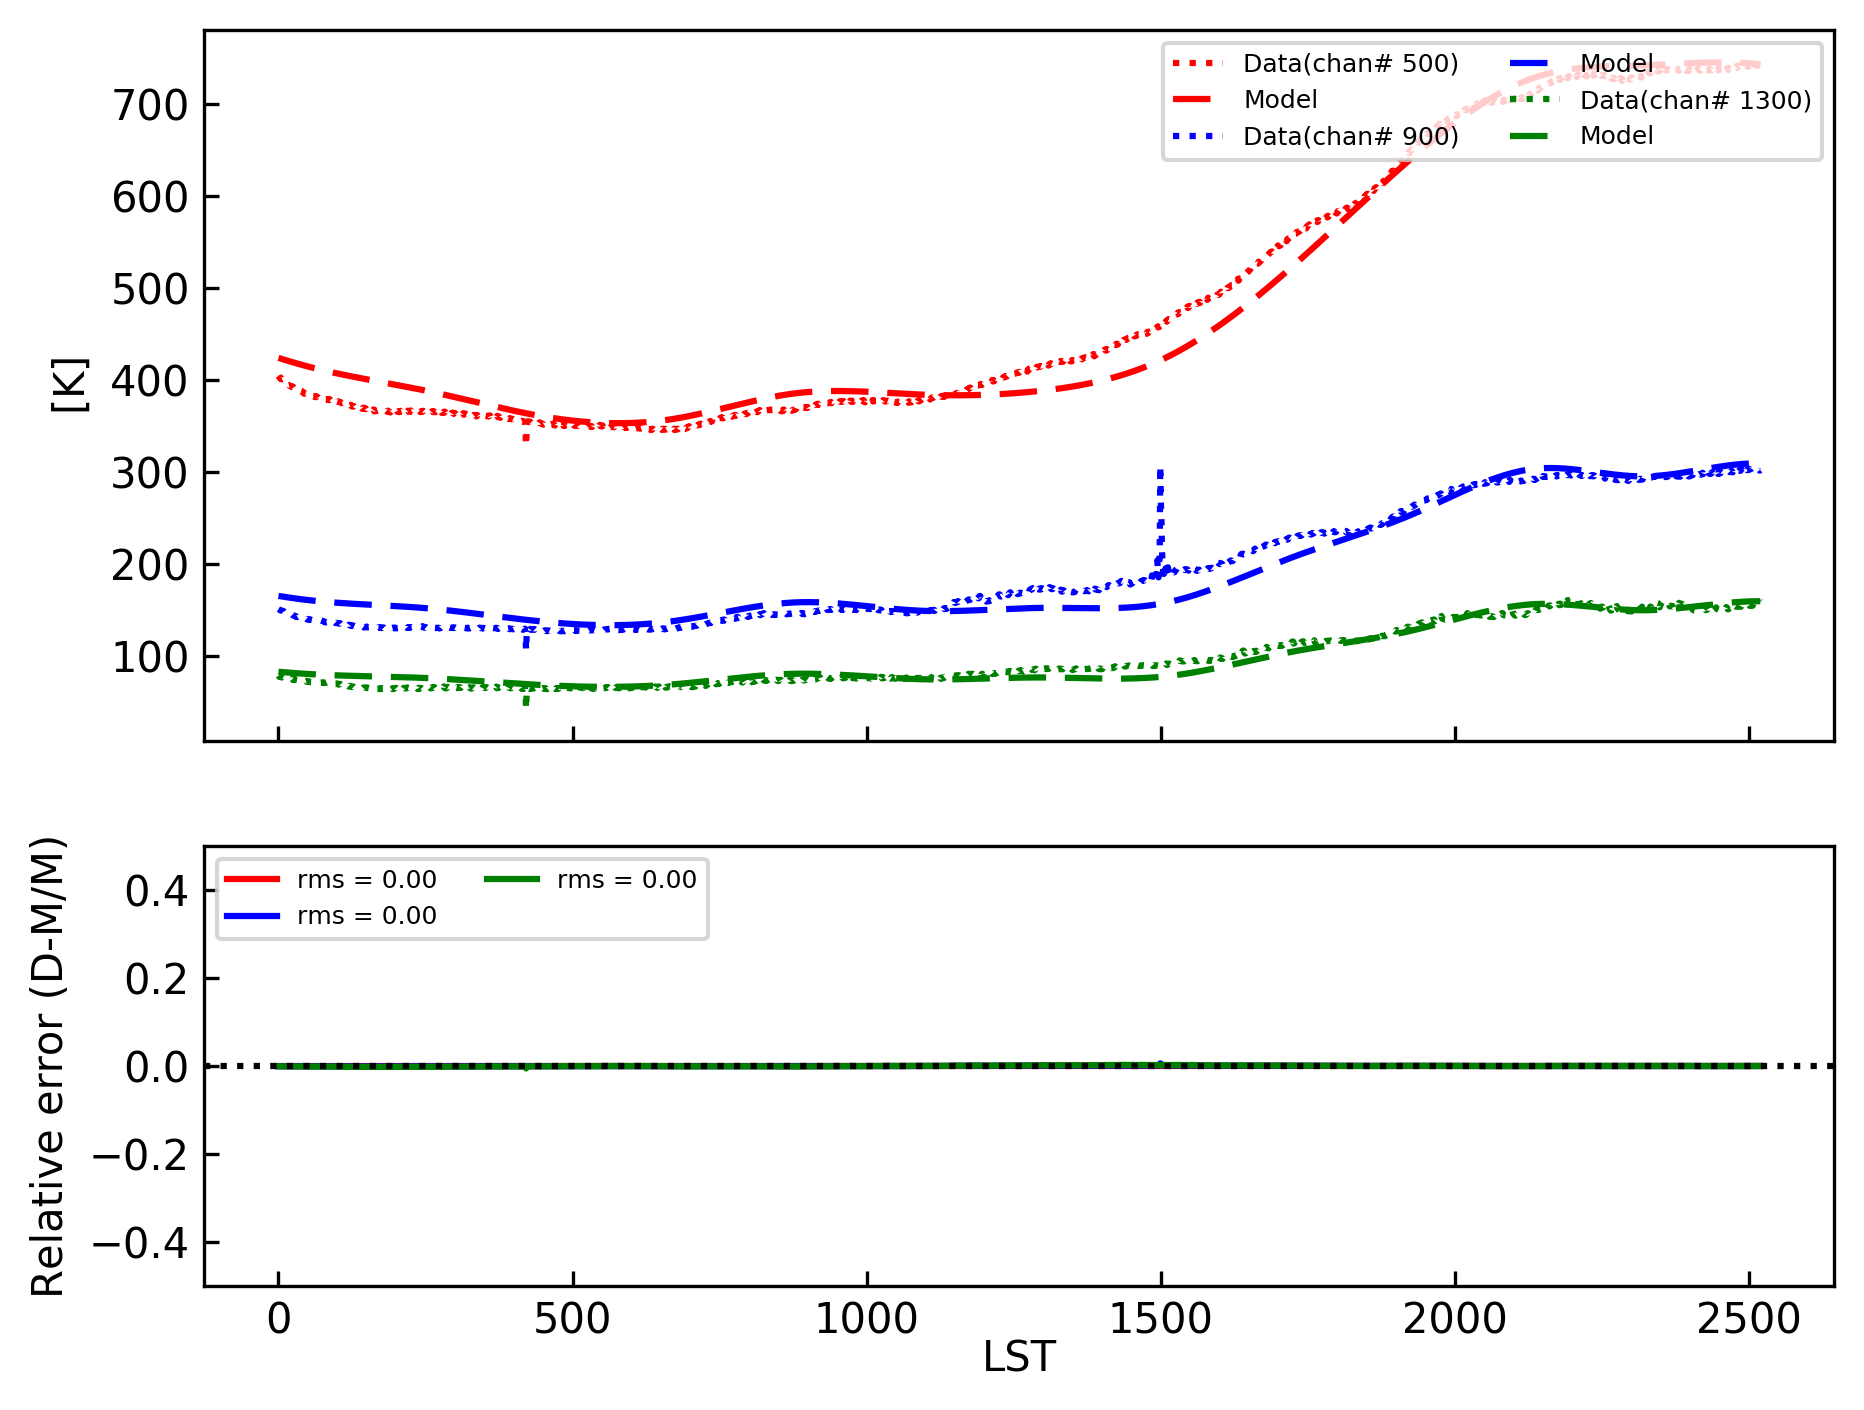 Data(chan# 500)
Model
Data(chan# 900)
Model
Data(chan# 1300)
Model
[K]
700
600
500
400
300
200
100
rms = 0.00
rms = 0.00
rms = 0.00
Relative error (D-M/M)
0.4
0.2
0.0
−0.2
−0.4
0 500 1000 1500 2000 2500
LST